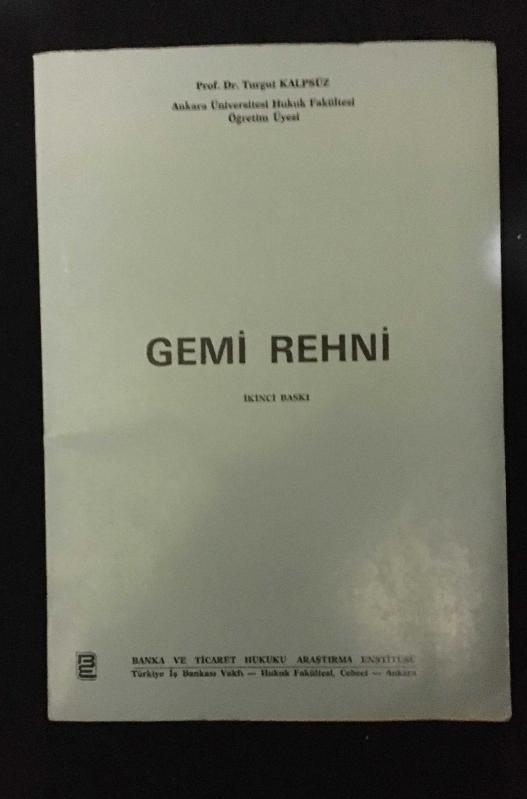 Prof. Dr. Turgut KALPSÜZ
Ankara Üniversitesi Hukuk Fakültesi
Öğretim Üyesi
GEMİ REHNİ
İKİNCİ BASKI
BANKA VE TİCARET HUKUKU ARAŞTIRMA ENSTİTÜSÜ
Türkiye İş Bankası Vakfı — Hukuk Fakültesi, Cebeci — Ankara